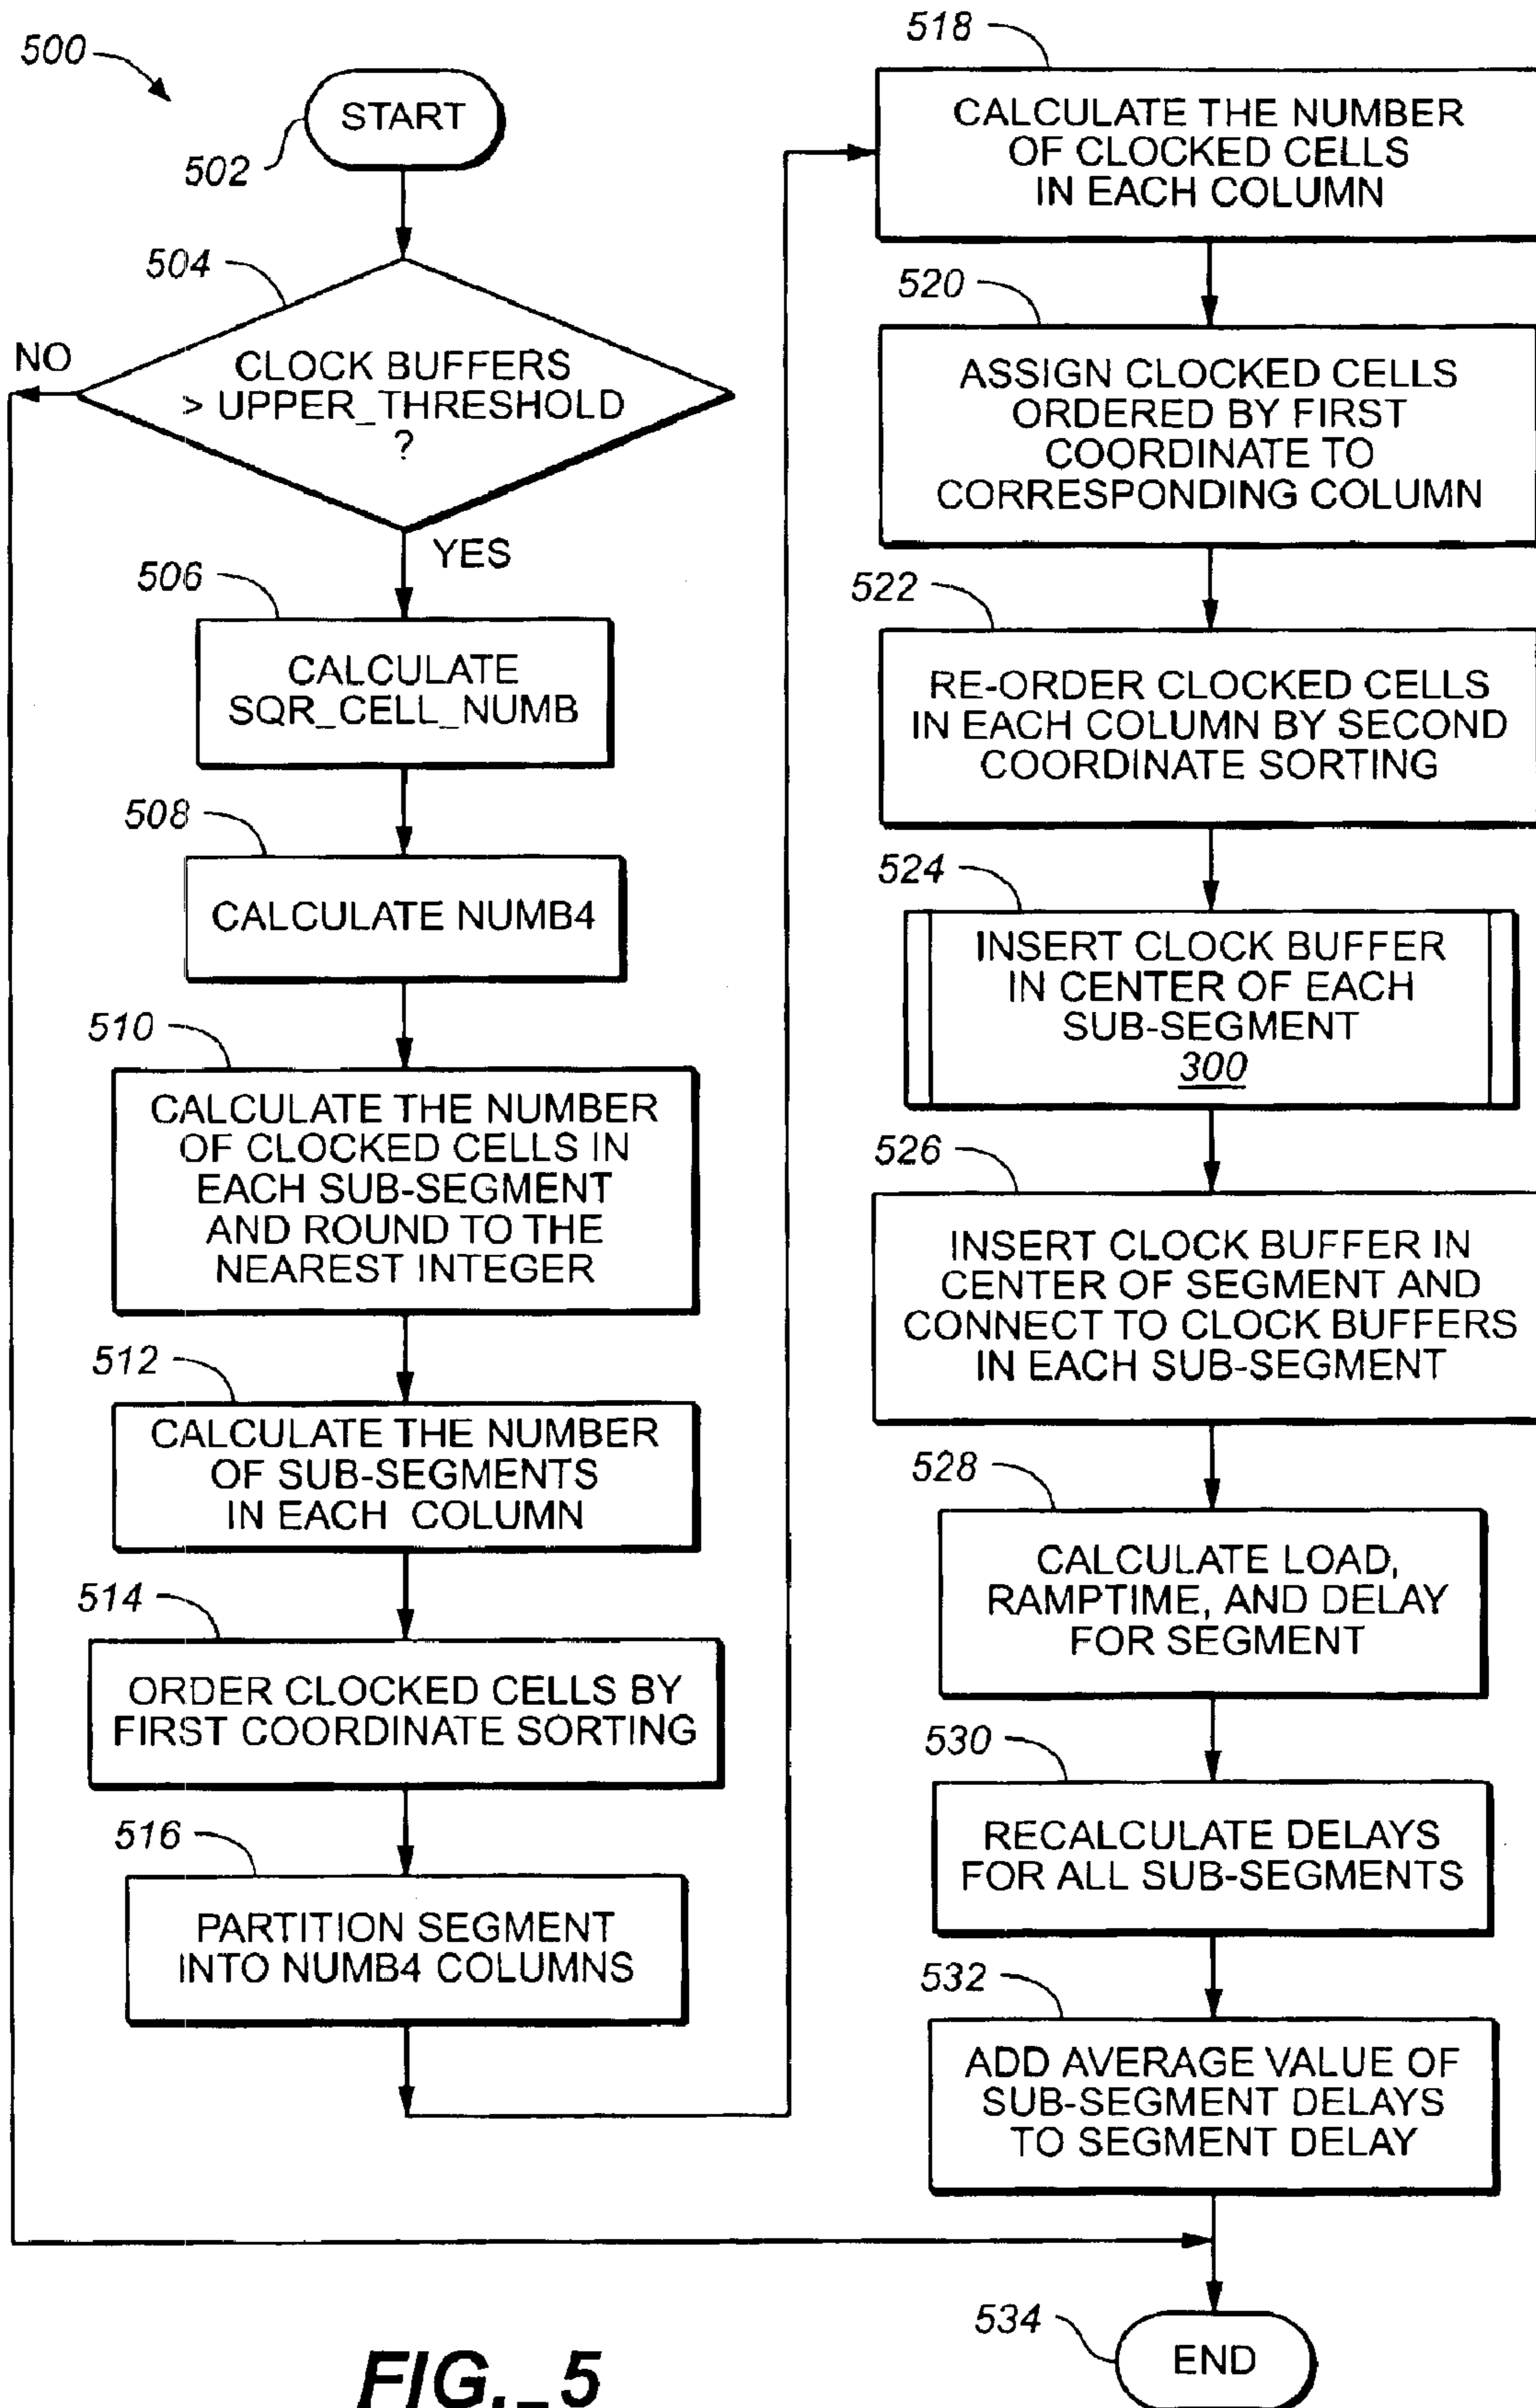 500
START
502
504
NO
CLOCK BUFFERS
> UPPER_THRESHOLD
?
YES
506
CALCULATE
SQR_CELL_NUMB
508
CALCULATE NUMB4
510
CALCULATE THE NUMBER
OF CLOCKED CELLS IN
EACH SUB-SEGMENT
AND ROUND TO THE
NEAREST INTEGER
512
CALCULATE THE NUMBER
OF SUB-SEGMENTS
IN EACH COLUMN
514
ORDER CLOCKED CELLS BY
FIRST COORDINATE SORTING
516
PARTITION SEGMENT
INTO NUMB4 COLUMNS
518
CALCULATE THE NUMBER
OF CLOCKED CELLS
IN EACH COLUMN
520
ASSIGN CLOCKED CELLS
ORDERED BY FIRST
COORDINATE TO
CORRESPONDING COLUMN
522
RE-ORDER CLOCKED CELLS
IN EACH COLUMN BY SECOND
COORDINATE SORTING
524
INSERT CLOCK BUFFER
IN CENTER OF EACH
SUB-SEGMENT
300
526
INSERT CLOCK BUFFER IN
CENTER OF SEGMENT AND
CONNECT TO CLOCK BUFFERS
IN EACH SUB-SEGMENT
528
CALCULATE LOAD,
RAMPTIME, AND DELAY
FOR SEGMENT
530
RECALCULATE DELAYS
FOR ALL SUB-SEGMENTS
532
ADD AVERAGE VALUE OF
SUB-SEGMENT DELAYS
TO SEGMENT DELAY
534
END
FIG._5